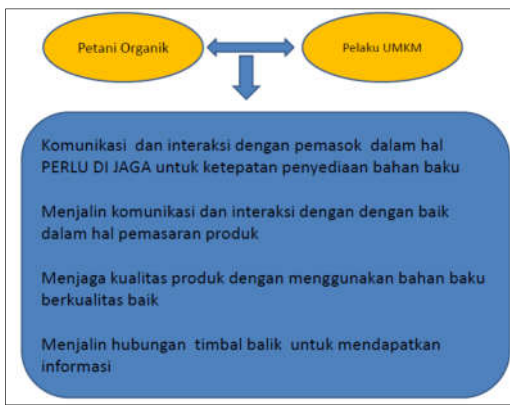 Petani Organik
Pelaku UMKM
Komunikasi dan interaksi dengan pemasok dalam hal
PERLU DI JAGA untuk ketepatan penyediaan bahan baku
Menjalin komunikasi dan interaksi dengan dengan baik
dalam hal pemasaran produk
Menjaga kualitas produk dengan menggunakan bahan baku
berkualitas baik
Menjalin hubungan timbal balik untuk mendapatkan
informasi